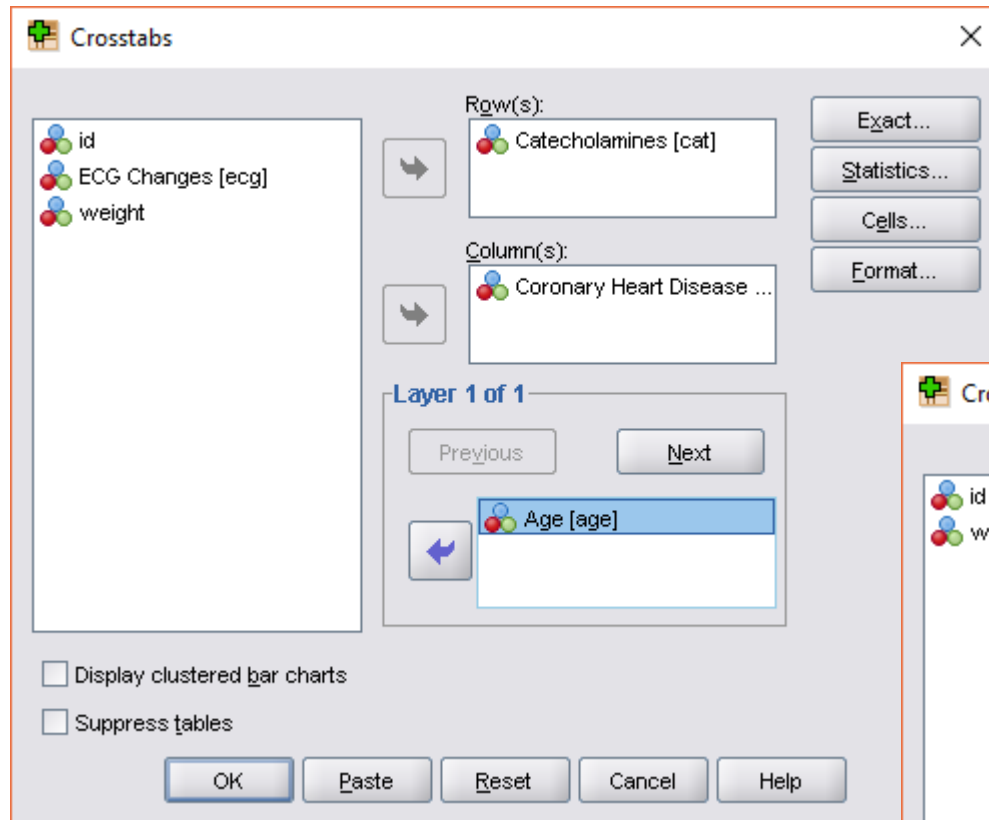 Crosstabs
id
ECG Changes [ecg]
weight
Row(s):
Catecholamines [cat]
Column(s):
Coronary Heart Disease ...
Layer 1 of 1
Previous
Next
Age [age]
Exact...
Statistics...
Cells...
Format...
Display clustered bar charts
Suppress tables
OK
Paste
Reset
Cancel
Help
id